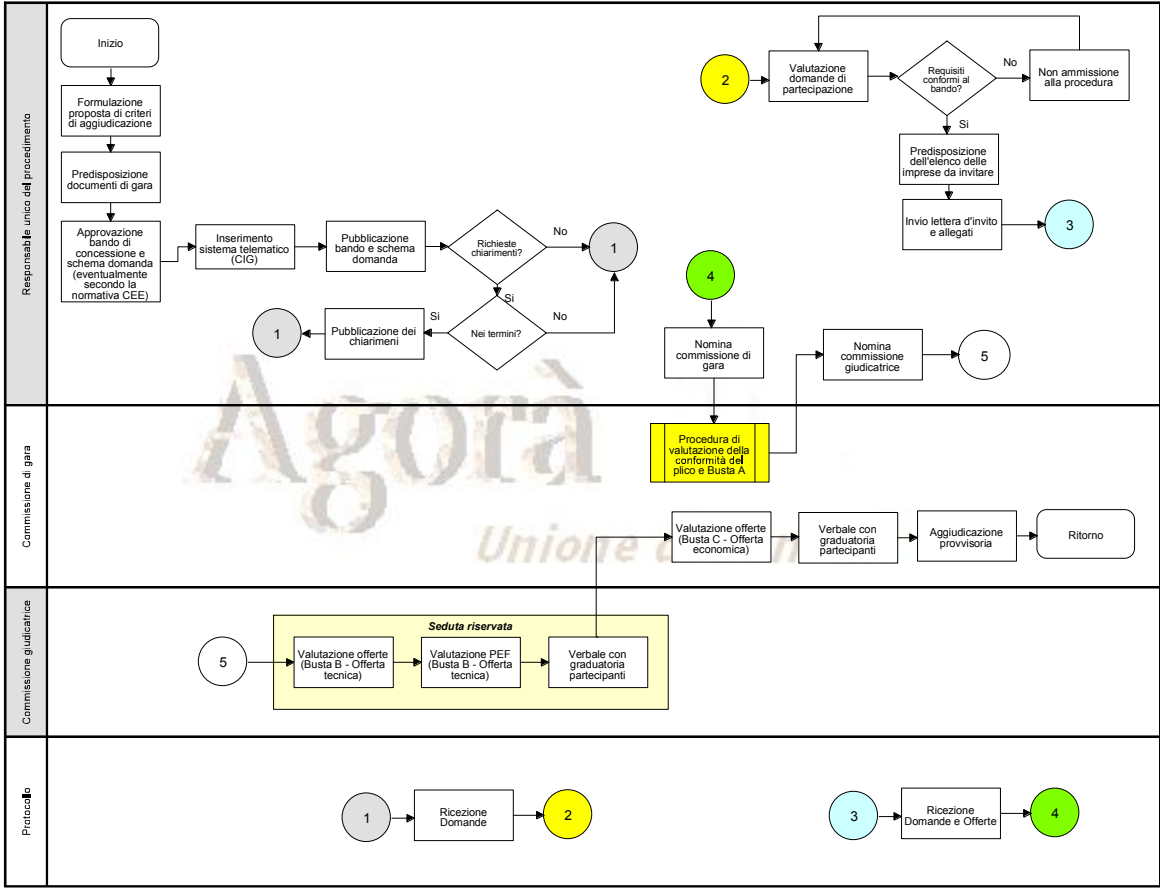 Responsabile unico del procedimento
Inizio
Formulazione
proposta di criteri
di aggiudicazione
Predisposizione
documenti di gara
Approvazione
bando di
concessione e
schema domanda
(eventualmente
secondo la
normativa CEE)
Inserimento
sistema telematico
(CIG)
Pubblicazione
bando e schema
domanda
Richieste
chiarimenti?
No
1
Si
Nei termini?
No
Si
Pubblicazione dei
chiarimeni
1
2
Valutazione
domande di
partecipazione
Requisiti
conformi al
bando?
No
Non ammissione
alla procedura
Si
Predisposizione
dell'elenco delle
imprese da invitare
Invio lettera d'invito
e allegati
3
4
Nomina
commissione di
gara
Nomina
commissione
giudicatrice
5
Commissione di gara
Agorà
Procedura di
valutazione della
conformità del
plico e Busta A
Unione
Valutazione offerte
(Busta C - Offerta
economica)
Verbale con
graduatoria
partecipanti
Aggiudicazione
provvisoria
Ritorno
Commissione giudicatrice
Seduta riservata
5
Valutazione offerte
(Busta B - Offerta
tecnica)
Valutazione PEF
(Busta B - Offerta
tecnica)
Verbale con
graduatoria
partecipanti
Protocollo
1
Ricezione
Domande
2
3
Ricezione
Domande e Offerte
4